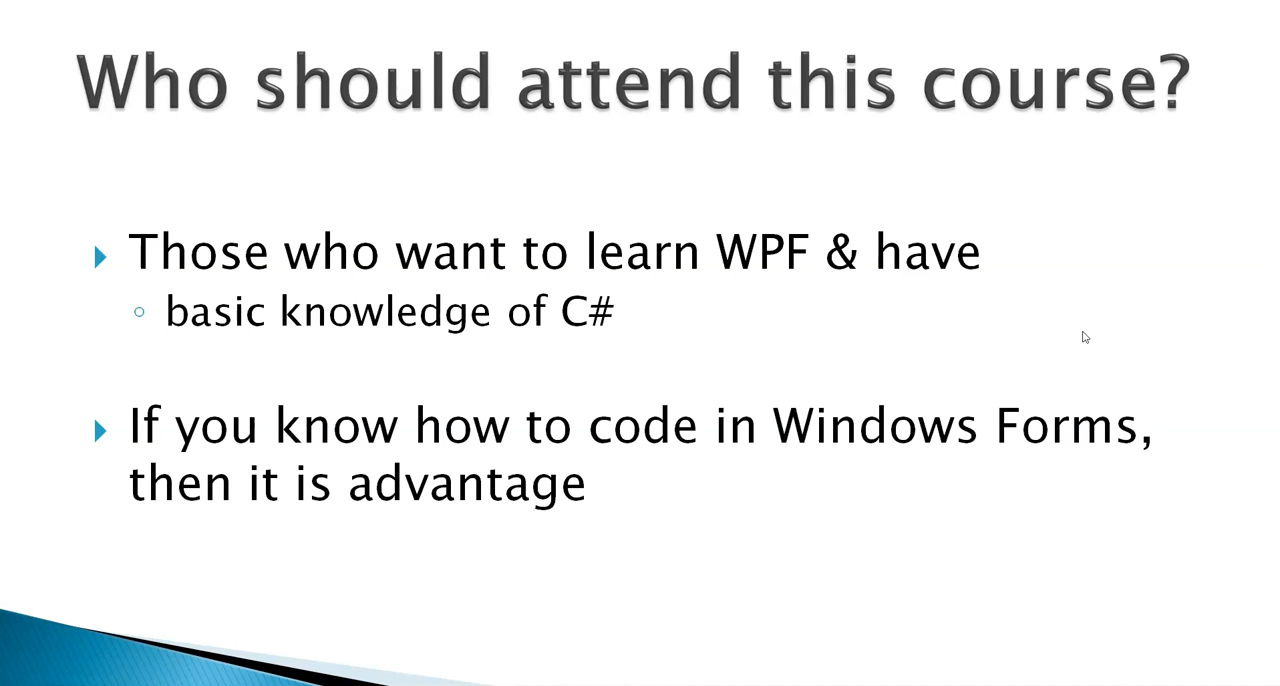 Who should attend this course?
Those who want to learn WPF & have
basic knowledge of C#
If you know how to code in Windows Forms,
then it is advantage